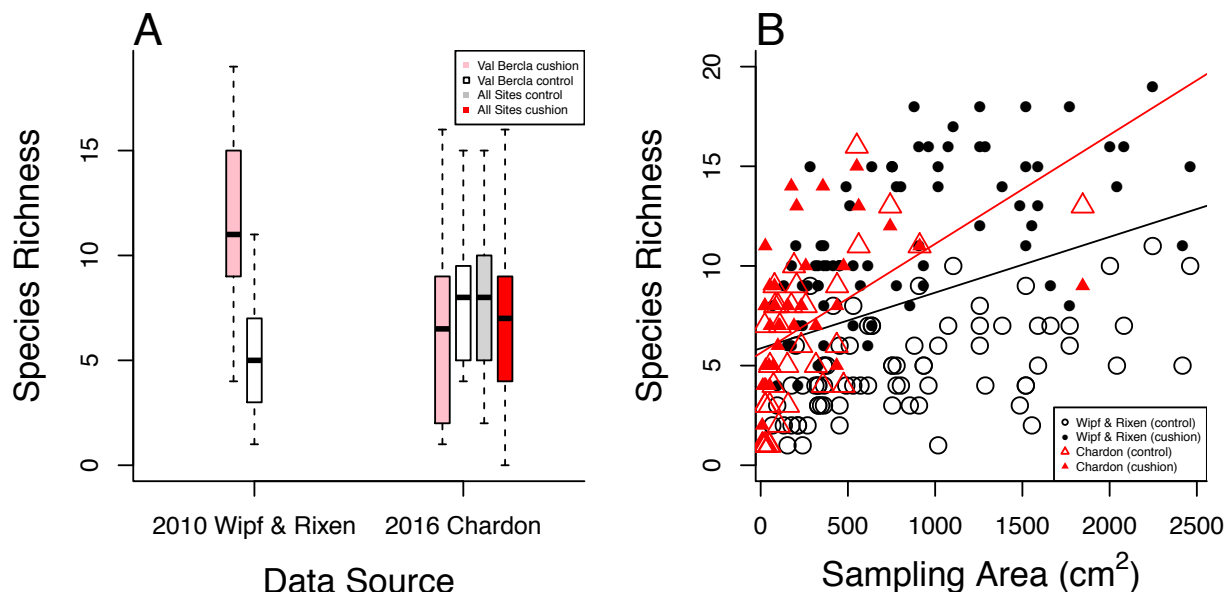 A
Species Richness
0
5
10
15
Val Bercla cushion
Val Bercla control
All Sites control
All Sites cushion
2010 Wipf & Rixen
2016 Chardon
Data Source
B
Species Richness
0
5
10
15
20
Wipf & Rixen (control)
Wipf & Rixen (cushion)
Chardon (control)
Chardon (cushion)
0 500 1000 1500 2000 2500
Sampling Area (cm²)